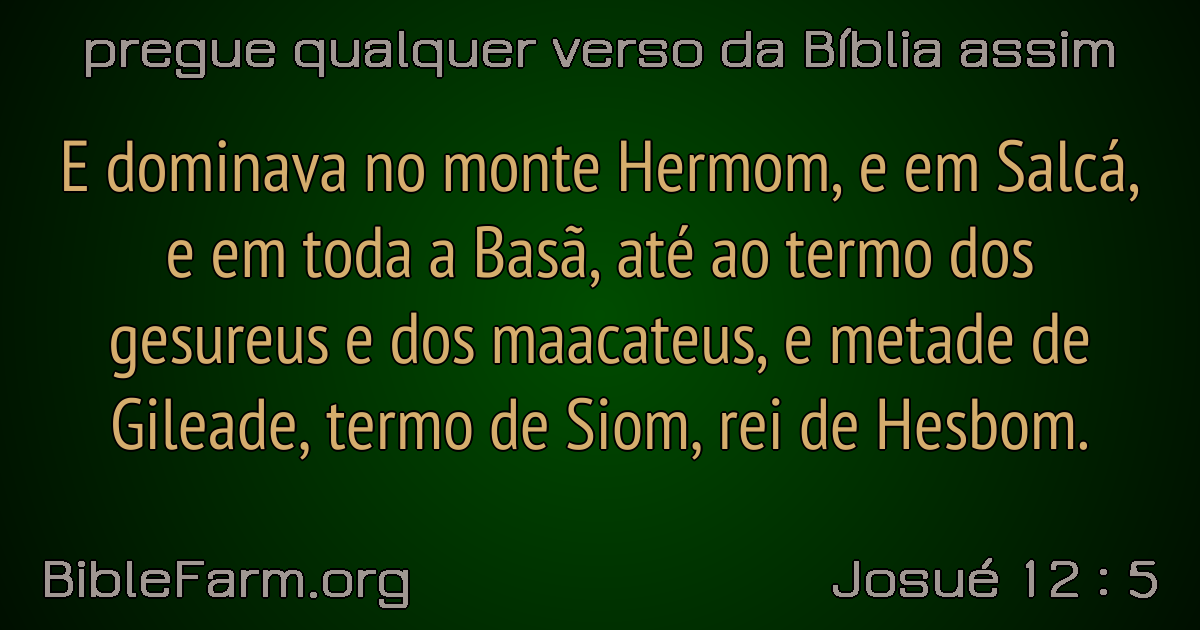 pregue qualquer verso da Bíblia assim
E dominava no monte Hermom, e em Salcá,
e em toda a Basã, até ao termo dos
gesureus e dos maacateus, e metade de
Gileade, termo de Siom, rei de Hesbom.
BibleFarm.org
Josué 12 : 5